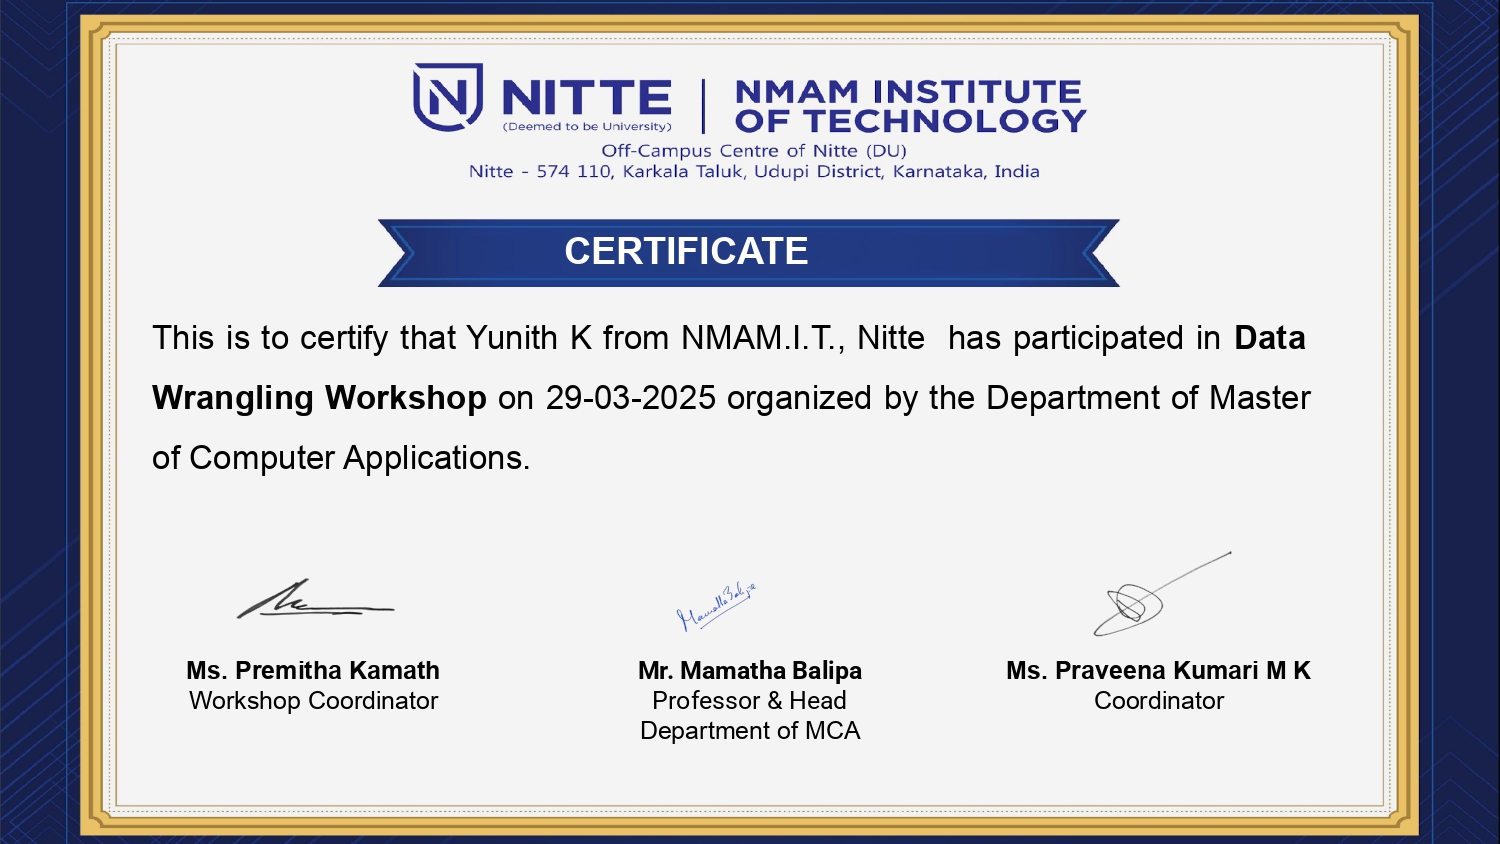 NITTE
(Deemed to be University)
NMAM INSTITUTE
OF TECHNOLOGY
Off-Campus Centre of Nitte (DU)
Nitte - 574 110, Karkala Taluk, Udupi District, Karnataka, India
CERTIFICATE
This is to certify that Yunith K from NMAM.I.T., Nitte has participated in Data
Wrangling Workshop on 29-03-2025 organized by the Department of Master
of Computer Applications.
Mamatha Balipa
Ms. Premitha Kamath
Workshop Coordinator
Mr. Mamatha Balipa
Professor & Head
Department of MCA
Ms. Praveena Kumari M K
Coordinator